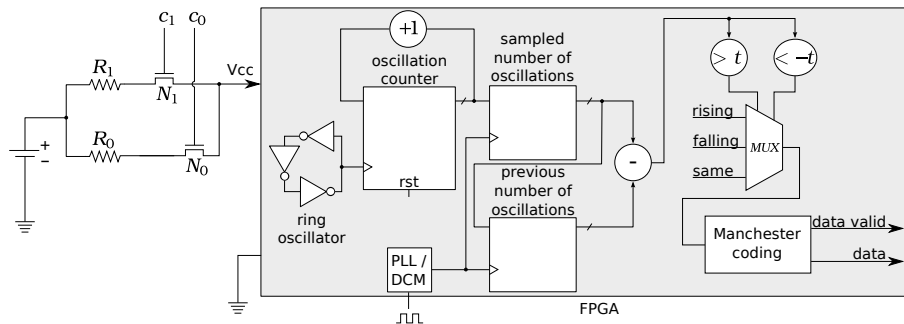 c1 c0
Vcc
R1
N1
+
−
R0
N0
+1
oscillation
counter
rst
ring
oscillator
sampled
number of
oscillations
previous
number of
oscillations
PLL /
DCM
-
> t
< -t
rising
falling
same
MUX
Manchester
coding
data valid
data
FPGA